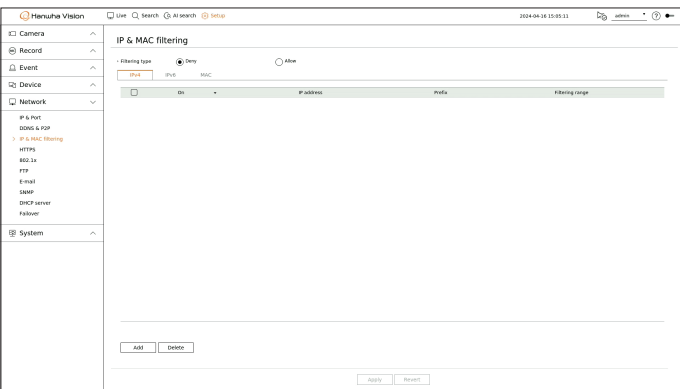 Hanwha Vision Live Search AI search Setup 2024-04-16 15:05:11 admin ?
Camera
Record
Event
Device
Network
IP & Port
DDNS & P2P
IP & MAC filtering
HTTPS
802.1x
FTP
E-mail
SNMP
DHCP server
Failover
System
IP & MAC filtering
Filtering type Deny Allow
IPv4 IPv6 MAC
On IP address Prefix Filtering range
Add Delete
Apply Revert